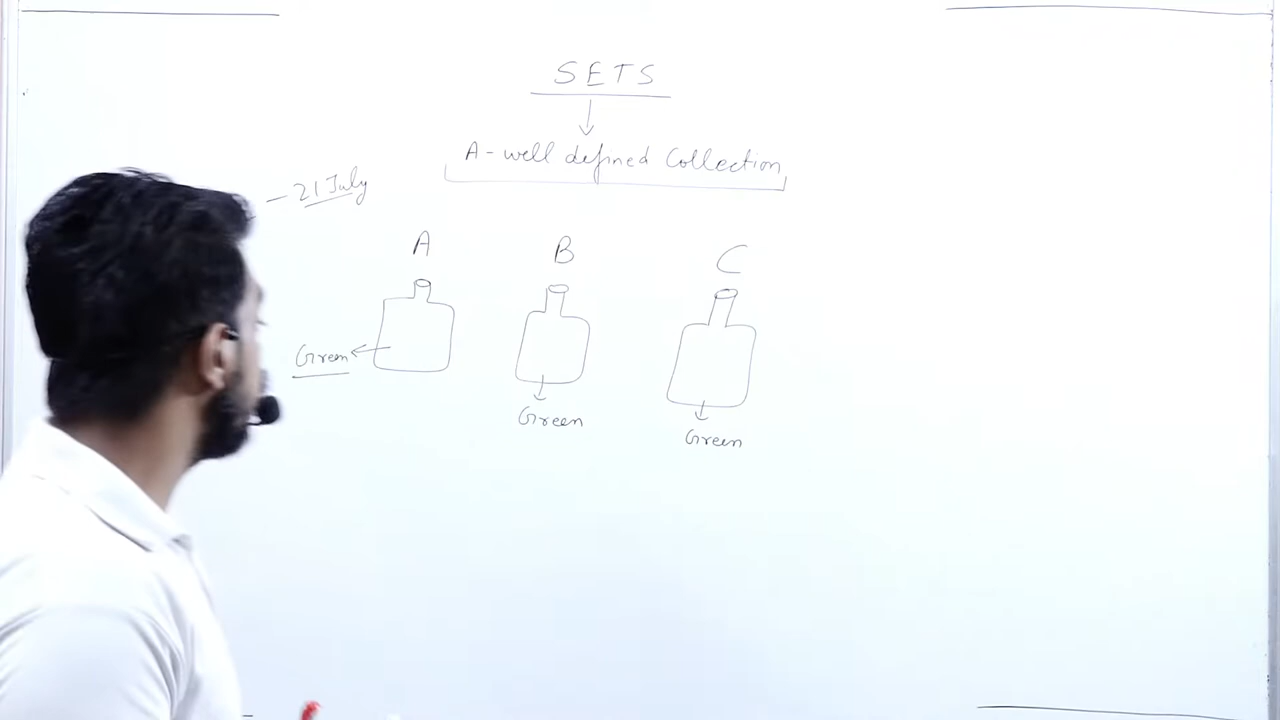 SETS
A - well defined Collection
- 21 July
A B C
Green
Green
Green